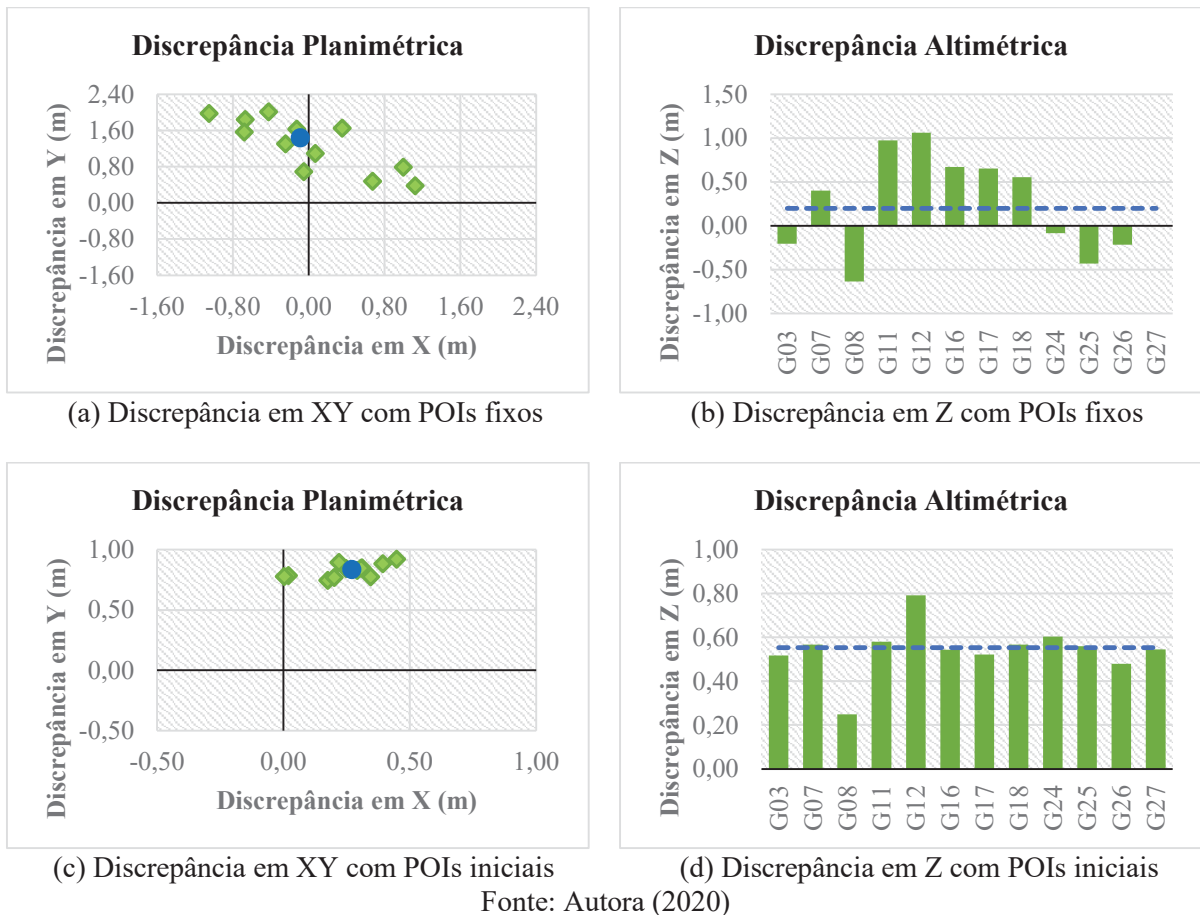 Discrepância Planimétrica
Discrepância em Y (m)
2,40
1,60
0,80
0,00
-0,80
-1,60
-1,60 -0,80 0,00 0,80 1,60 2,40
Discrepância em X (m)
(a) Discrepância em XY com POIs fixos
Discrepância Altimétrica
Discrepância em Z (m)
1,50
1,00
0,50
0,00
-0,50
-1,00
G03 G07 G08 G11 G12 G16 G17 G18 G24 G25 G26 G27
(b) Discrepância em Z com POIs fixos
Discrepância Planimétrica
Discrepância em Y (m)
1,00
0,50
0,00
-0,50
-0,50 0,00 0,50 1,00
Discrepância em X (m)
(c) Discrepância em XY com POIs iniciais
Discrepância Altimétrica
Discrepância em Z (m)
1,00
0,80
0,60
0,40
0,20
0,00
G03 G07 G08 G11 G12 G16 G17 G18 G24 G25 G26 G27
(d) Discrepância em Z com POIs iniciais
Fonte: Autora (2020)